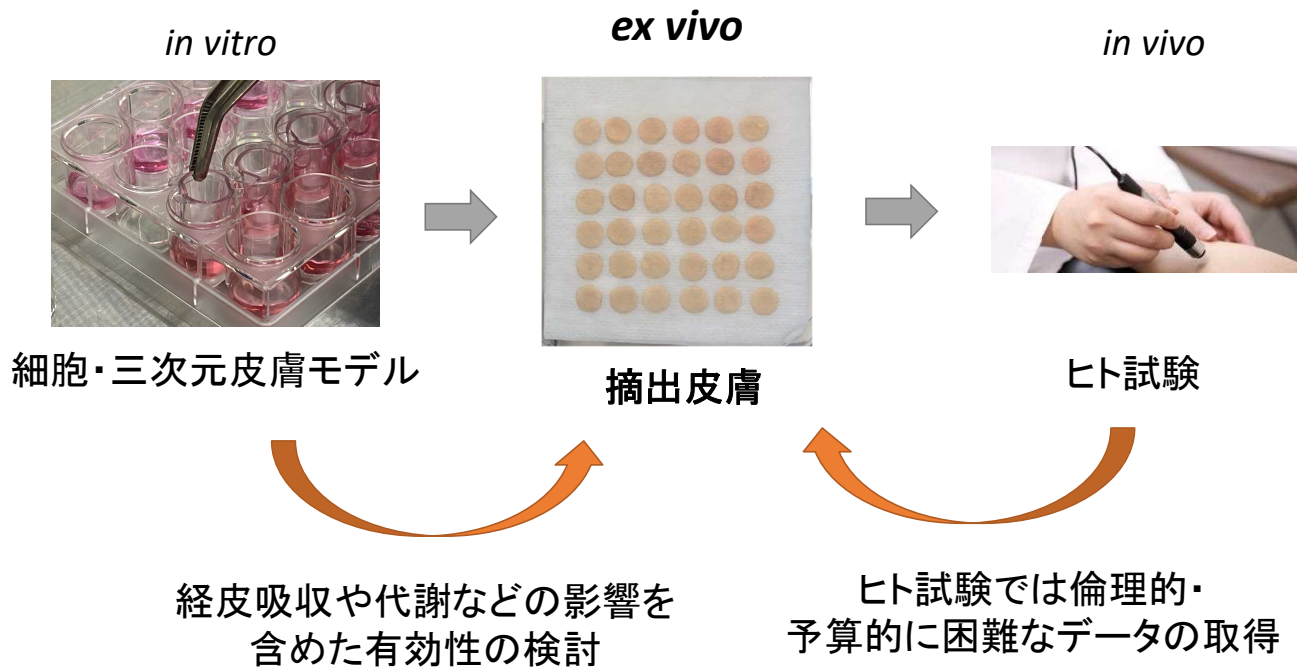 in vitro
ex vivo
in vivo
細胞・三次元皮膚モデル
摘出皮膚
ヒト試験
経皮吸収や代謝などの影響を
含めた有効性の検討
ヒト試験では倫理的・
予算的に困難なデータの取得